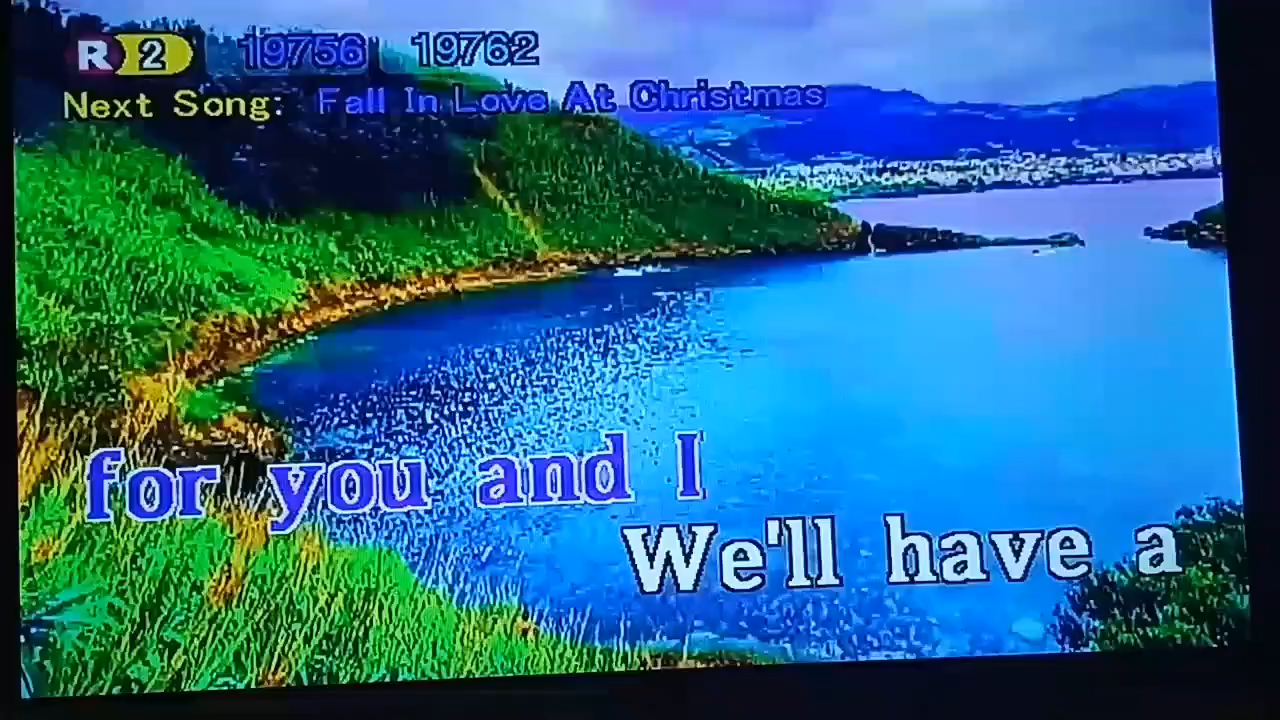 R 2 19756 19762
Next Song: Fall In Love At Christmas
for you and I
We'll have a